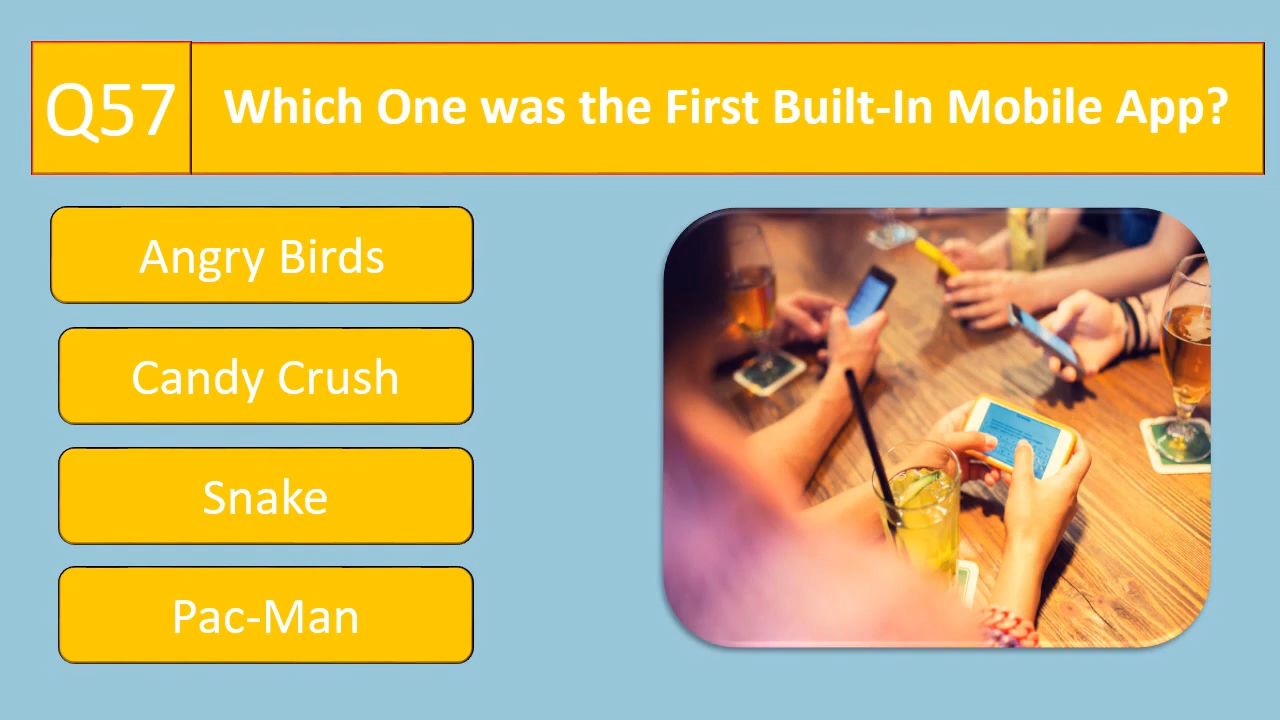 Q57
Which One was the First Built-In Mobile App?
Angry Birds
Candy Crush
Snake
Pac-Man